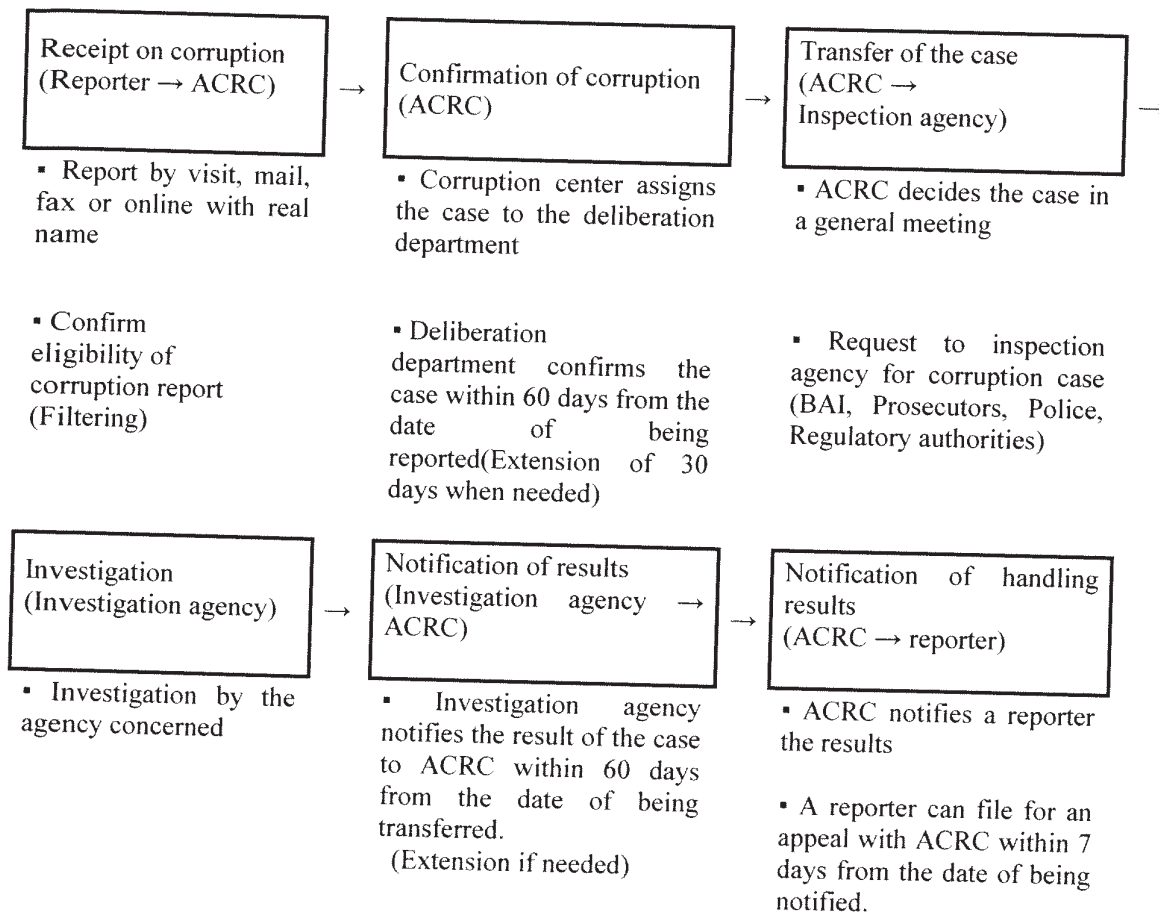 Receipt on corruption
(Reporter → ACRC)
→
Confirmation of corruption
(ACRC)
→
Transfer of the case
(ACRC →
Inspection agency)
▪ Report by visit, mail,
fax or online with real
name
▪ Confirm
eligibility of
corruption report
(Filtering)
▪ Corruption center assigns
the case to the deliberation
department
▪ Deliberation
department confirms the
case within 60 days from the
date of being
reported(Extension of 30
days when needed)
▪ ACRC decides the case in
a general meeting
▪ Request to inspection
agency for corruption case
(BAI, Prosecutors, Police,
Regulatory authorities)
Investigation
(Investigation agency)
→
Notification of results
(Investigation agency →
ACRC)
→
Notification of handling
results
(ACRC → reporter)
▪ Investigation by the
agency concerned
▪ Investigation agency
notifies the result of the case
to ACRC within 60 days
from the date of being
transferred.
(Extension if needed)
▪ ACRC notifies a reporter
the results
▪ A reporter can file for an
appeal with ACRC within 7
days from the date of being
notified.